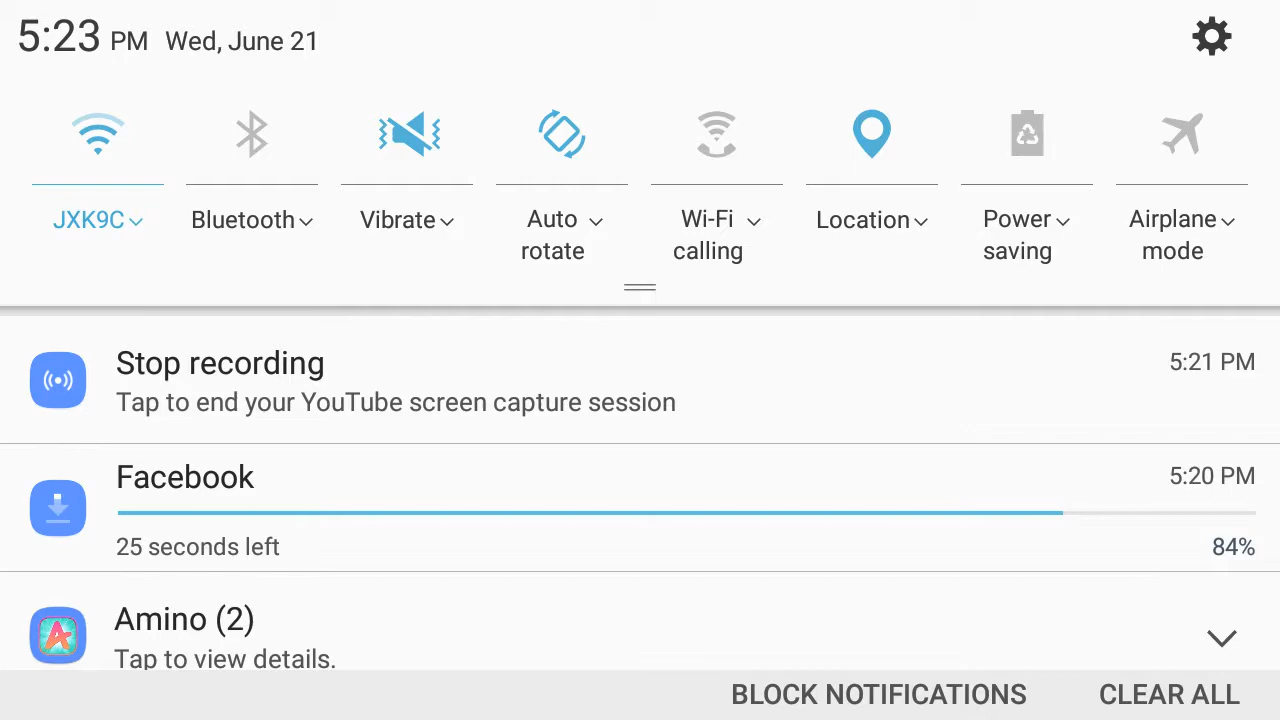 5:23 PM Wed, June 21
JXK9C Bluetooth Vibrate Auto rotate Wi-Fi calling Location Power saving Airplane mode
Stop recording 5:21 PM
Tap to end your YouTube screen capture session
Facebook 5:20 PM
25 seconds left 84%
Amino (2)
Tap to view details.
BLOCK NOTIFICATIONS CLEAR ALL